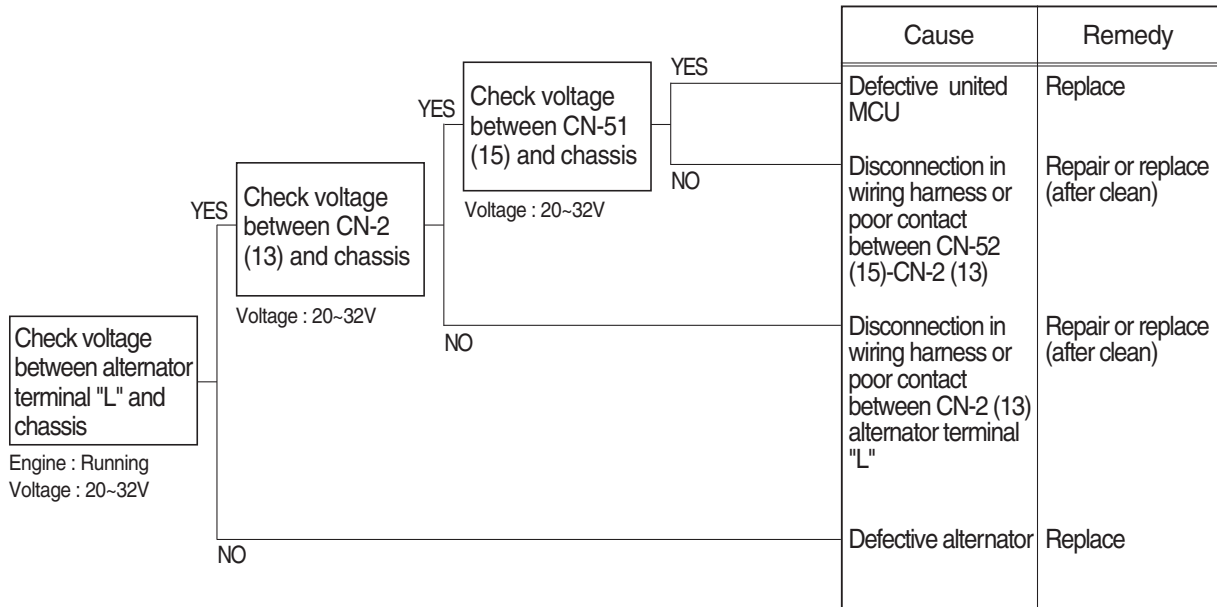 Cause
Remedy
YES
Check voltage
between CN-51
(15) and chassis
Voltage : 20~32V
YES
NO
Defective united
MCU
Replace
Disconnection in
wiring harness or
poor contact
between CN-52
(15)-CN-2 (13)
Repair or replace
(after clean)
YES
Check voltage
between CN-2
(13) and chassis
Voltage : 20~32V
NO
Disconnection in
wiring harness or
poor contact
between CN-2 (13)
alternator terminal
"L"
Repair or replace
(after clean)
Check voltage
between alternator
terminal "L" and
chassis
Engine : Running
Voltage : 20~32V
NO
Defective alternator
Replace